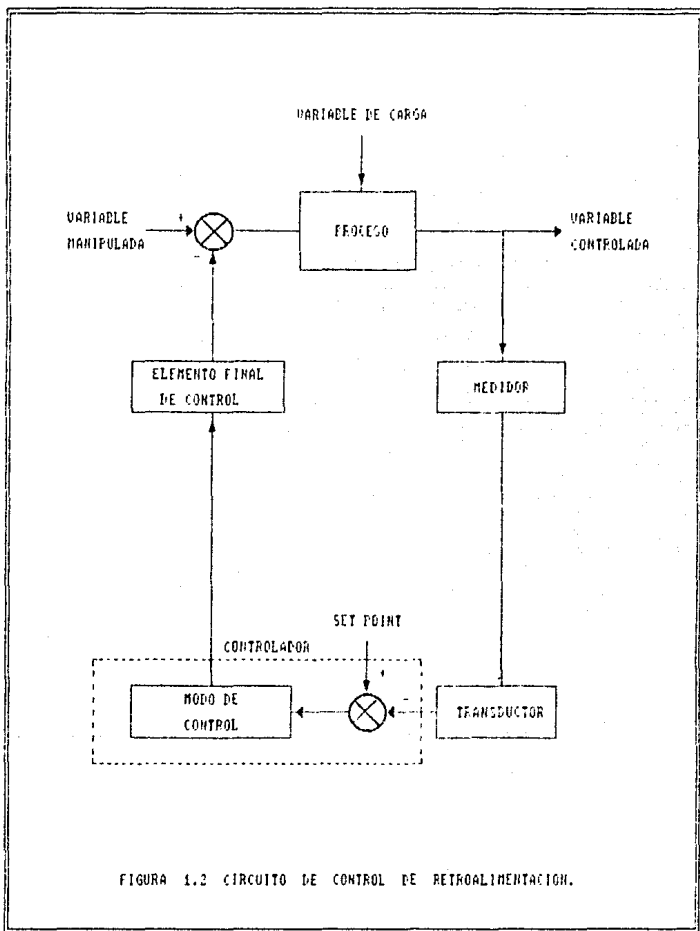 VARIABLE DE CARGA
VARIABLE
MANIPULADA
+
-
PROCESO
VARIABLE
CONTROLADA
ELEMENTO FINAL
DE CONTROL
MEDIDOR
SET POINT
CONTROLADOR
+
-
MODO DE
CONTROL
TRANSDUCTOR
FIGURA 1.2 CIRCUITO DE CONTROL DE RETROALIMENTACION.